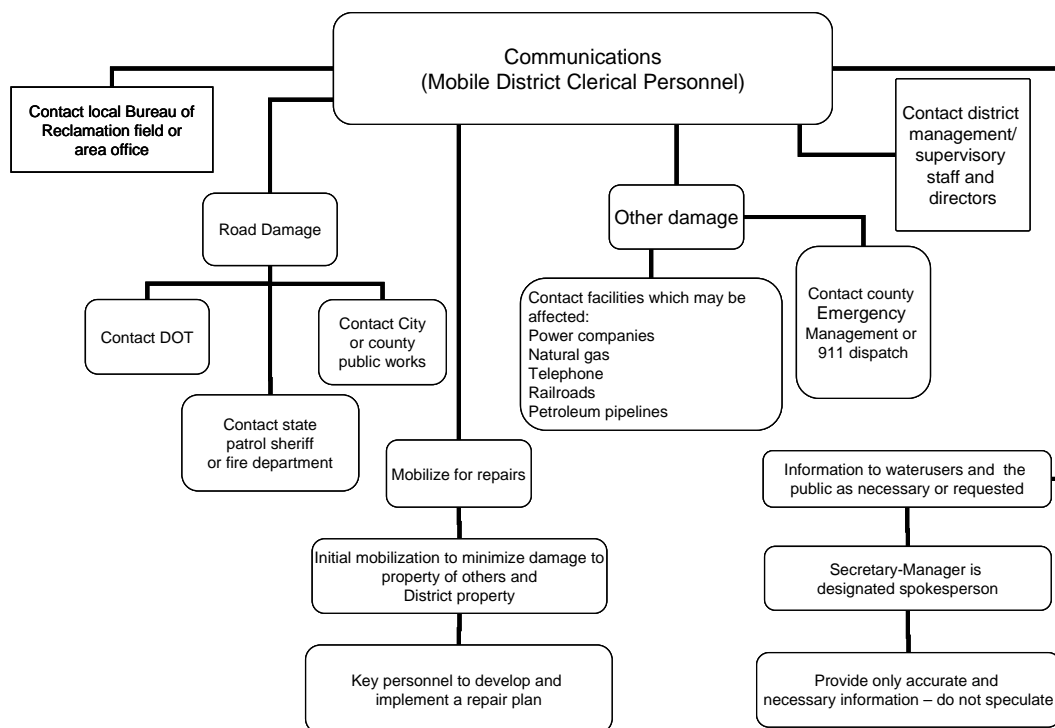 Communications
(Mobile District Clerical Personnel)
Contact local Bureau of
Reclamation field or
area office
Contact district
management/
supervisory
staff and
directors
Road Damage
Other damage
Contact DOT
Contact City
or county
public works
Contact state
patrol sheriff
or fire department
Contact facilities which may be
affected:
Power companies
Natural gas
Telephone
Railroads
Petroleum pipelines
Contact county
Emergency
Management or
911 dispatch
Mobilize for repairs
Initial mobilization to minimize damage to
property of others and
District property
Key personnel to develop and
implement a repair plan
Information to waterusers and the
public as necessary or requested
Secretary-Manager is
designated spokesperson
Provide only accurate and
necessary information – do not speculate